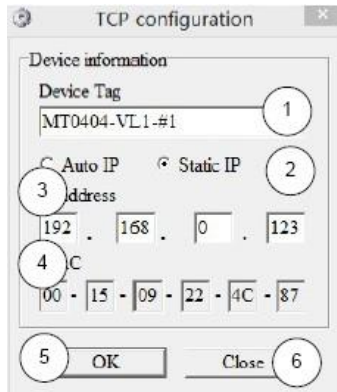 TCP configuration
Device information
Device Tag
MT0404-VL1-#1
1
Auto IP Static IP
2
3
ddress
192 . 168 . 0 . 123
4
C
00 - 15 - 09 - 22 - 4C - 87
5
OK Close
6